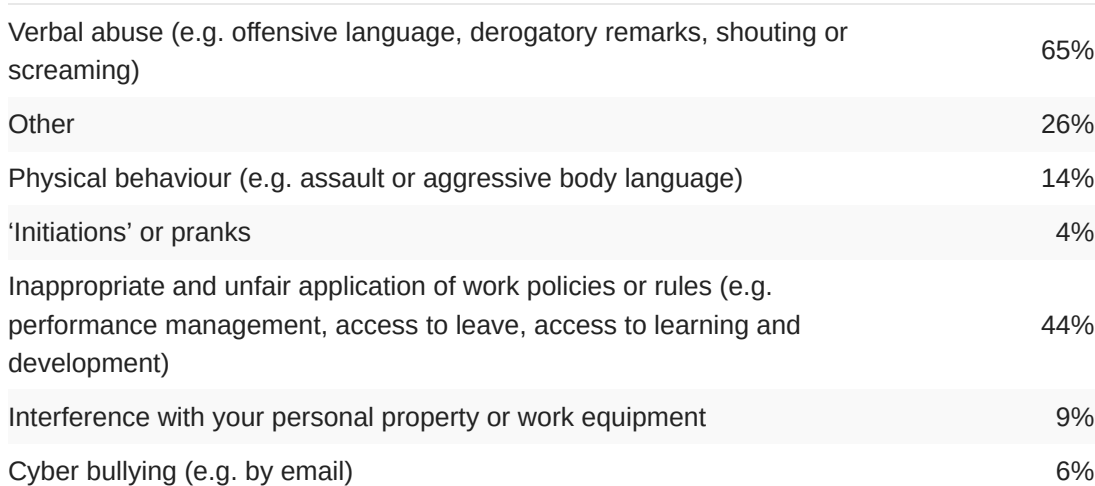 Verbal abuse (e.g. offensive language, derogatory remarks, shouting or
screaming)
65%
Other
26%
Physical behaviour (e.g. assault or aggressive body language)
14%
‘Initiations’ or pranks
4%
Inappropriate and unfair application of work policies or rules (e.g.
performance management, access to leave, access to learning and
development)
44%
Interference with your personal property or work equipment
9%
Cyber bullying (e.g. by email)
6%